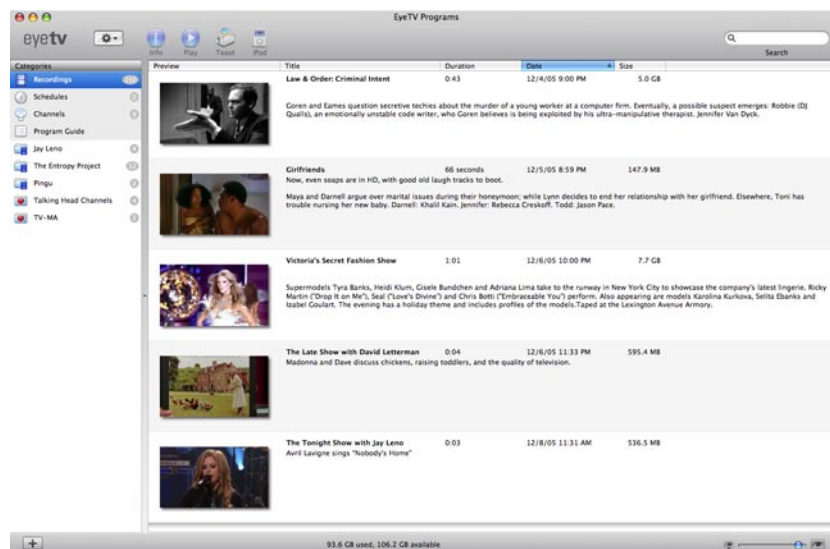 EyeTV Programs
eyetv
Info Play Toast iPod
Search
Categories
Preview Title Duration Date Size
Recordings
Schedules
Channels
Program Guide
Jay Leno
The Entropy Project
Pingu
Talking Head Channels
TV-MA
Law & Order: Criminal Intent 0:43 12/4/05 9:00 PM 5.0 GB
Goren and Eames question secretive techies about the murder of a young worker at a computer firm. Eventually, a possible suspect emerges: Robbie (DJ
Qualls), an emotionally unstable code writer, who Goren believes is being exploited by his ultra-manipulative therapist. Jennifer Van Dyck.
Girlfriends 66 seconds 12/5/05 8:59 PM 147.9 MB
Now, even soaps are in HD, with good old laugh tracks to boot.
Maya and Darnell argue over marital issues during their honeymoon; while Lynn decides to end her relationship with her girlfriend. Elsewhere, Toni has
trouble nursing her new baby. Darnell: Khalil Kain. Jennifer: Rebecca Creskoff. Todd: Jason Pace.
Victoria's Secret Fashion Show 1:01 12/6/05 10:00 PM 7.7 GB
Supermodels Tyra Banks, Heidi Klum, Gisele Bundchen and Adriana Lima take to the runway in New York City to showcase the company's latest lingerie. Ricky
Martin ("Drop It on Me"), Seal ("Love's Divine") and Chris Botti ("Embraceable You") perform. Also appearing are models Karolina Kurkova, Selita Ebanks and
Izabel Goulart. The evening has a holiday theme and includes profiles of the models.Taped at the Lexington Avenue Armory.
The Late Show with David Letterman 0:04 12/6/05 11:33 PM 595.4 MB
Madonna and Dave discuss chickens, raising toddlers, and the quality of television.
The Tonight Show with Jay Leno 0:03 12/8/05 11:31 AM 536.5 MB
Avril Lavigne sings "Nobody's Home"
93.6 GB used, 106.2 GB available